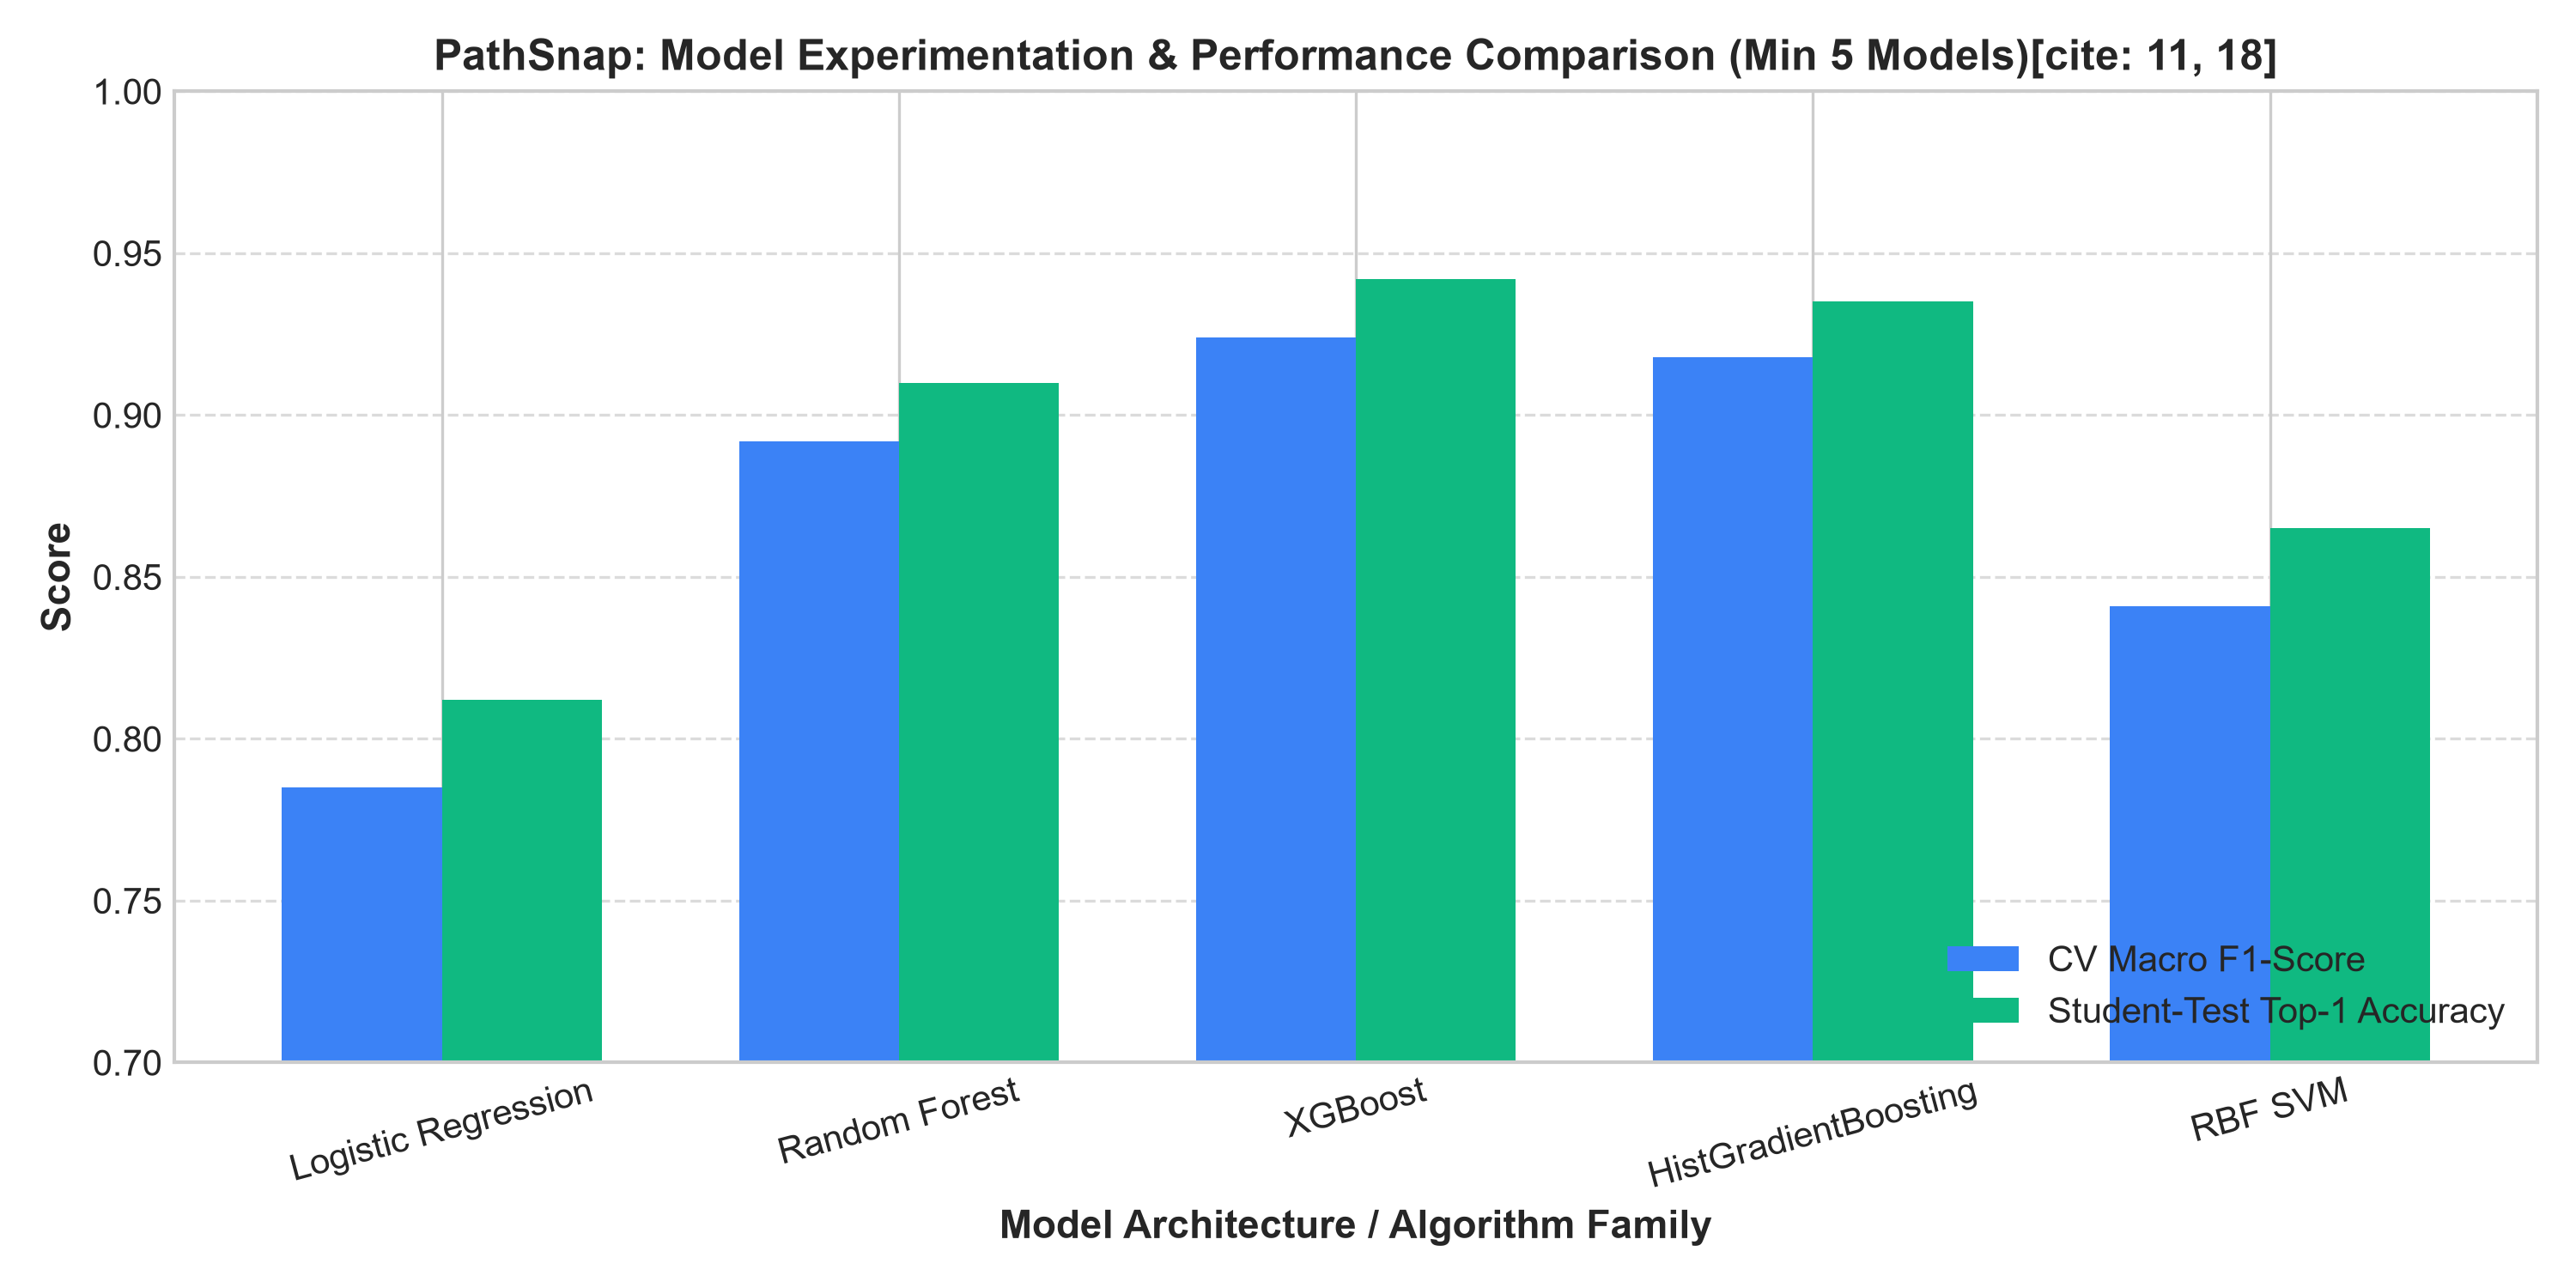 PathSnap: Model Experimentation & Performance Comparison (Min 5 Models)[cite: 11, 18]
1.00
0.95
0.90
0.85
0.80
0.75
0.70
Score
CV Macro F1-Score
Student-Test Top-1 Accuracy
Logistic Regression
Random Forest
XGBoost
HistGradientBoosting
RBF SVM
Model Architecture / Algorithm Family